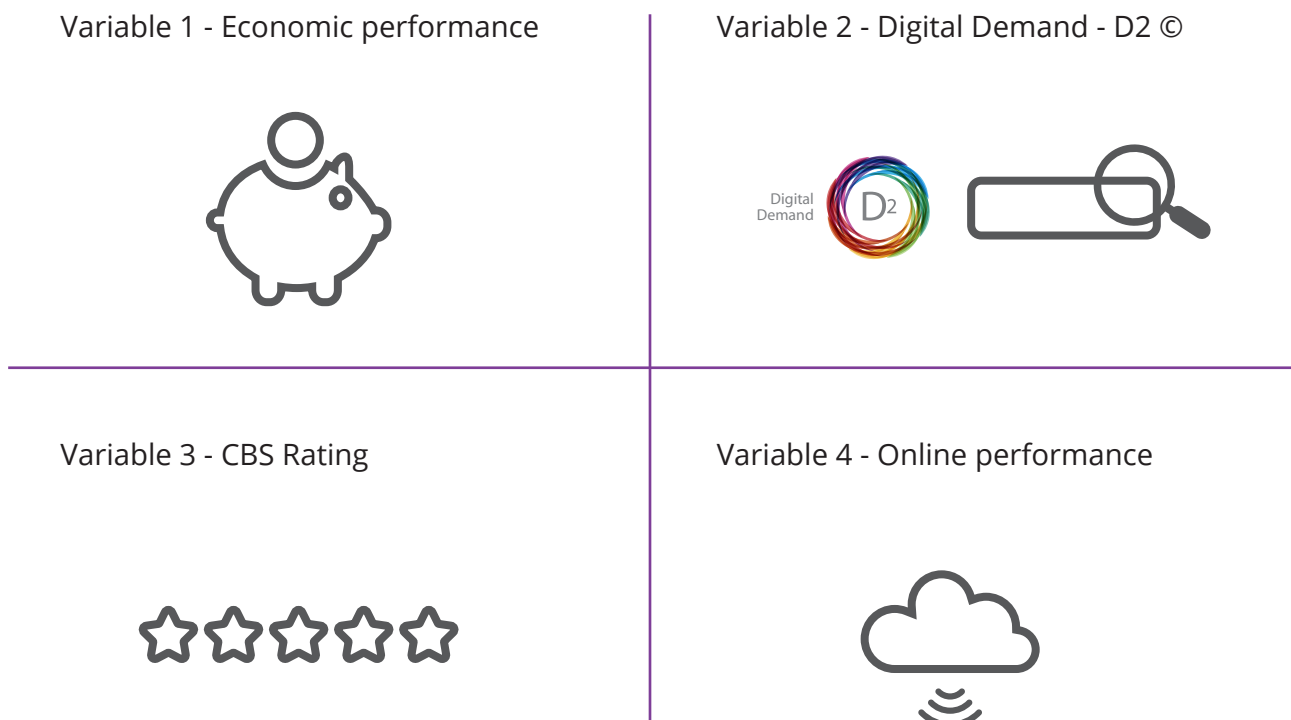 Variable 1 - Economic performance
Variable 2 - Digital Demand - D2 ©
Digital
Demand
D2
Variable 3 - CBS Rating
Variable 4 - Online performance